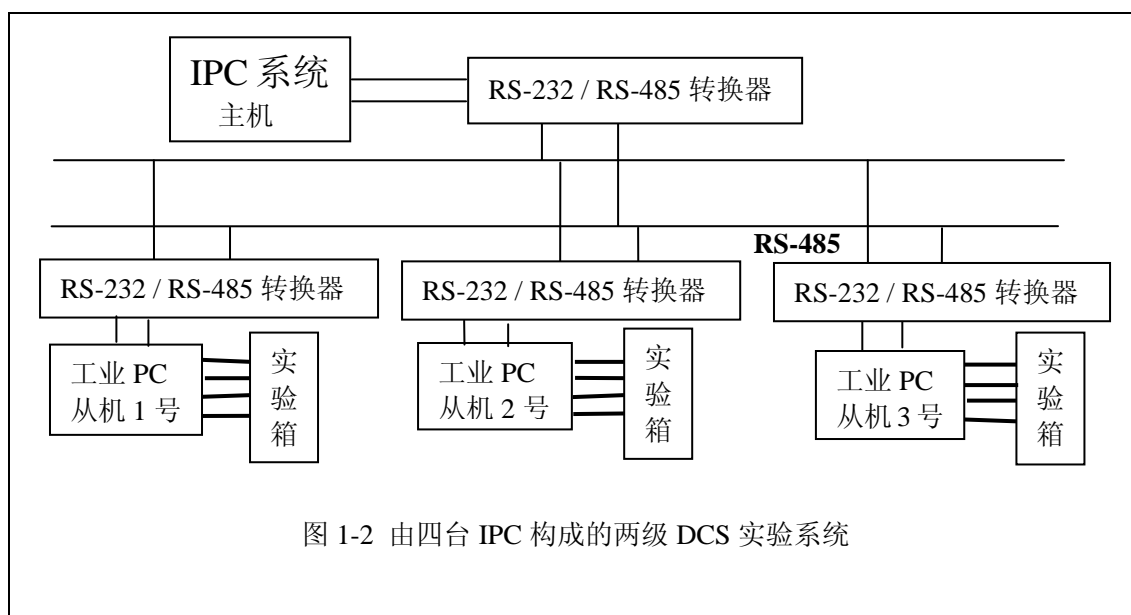 IPC 系统
主机
RS-232 / RS-485 转换器
RS-485
RS-232 / RS-485 转换器
RS-232 / RS-485 转换器
RS-232 / RS-485 转换器
工业 PC
从机 1 号
实
验
箱
工业 PC
从机 2 号
实
验
箱
工业 PC
从机 3 号
实
验
箱
图 1-2 由四台 IPC 构成的两级 DCS 实验系统